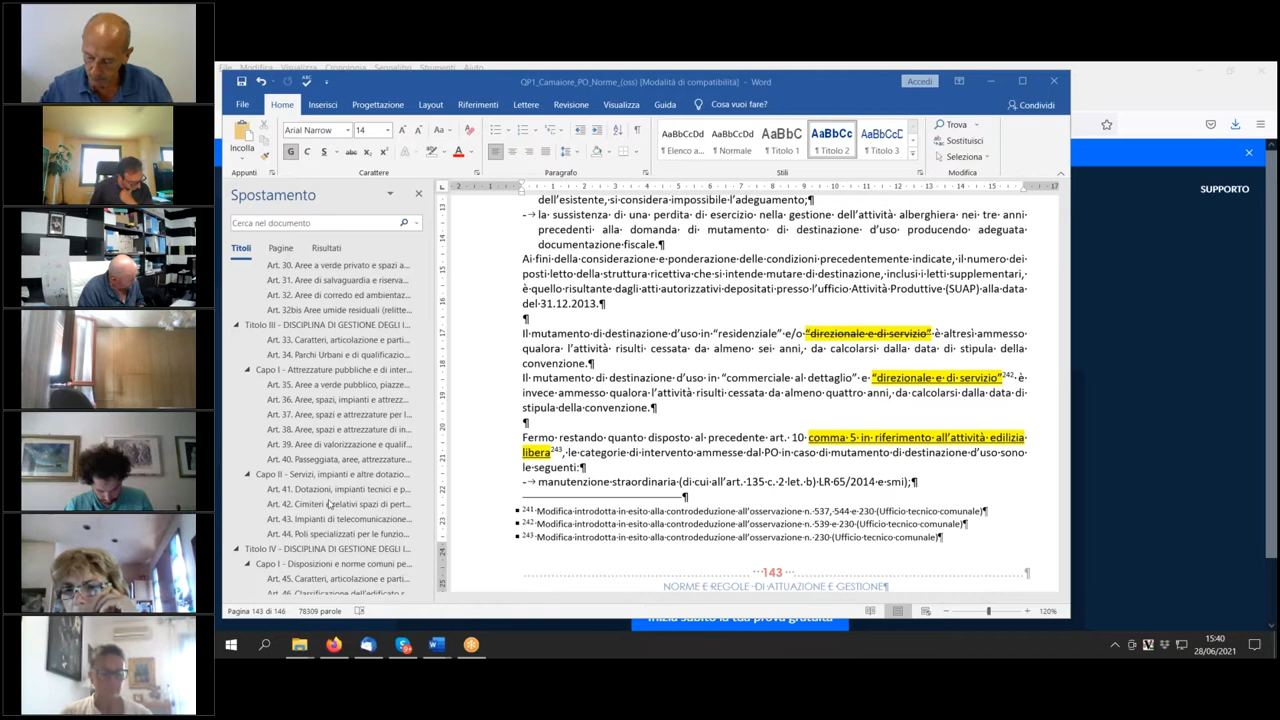 File Modifica Visualizza Cronologia Segnalibri Strumenti Aiuto
QP1_Camaiore_PO_Norme_(oss) [Modalità di compatibilità] - Word
Accedi
File Home Inserisci Progettazione Layout Riferimenti Lettere Revisione Visualizza Guida Cosa vuoi fare? Condividi
Incolla
Arial Narrow 14
AaBbCcDd AaBbCcDd AaBbC AaBbCc AaBbCcD
¶ Elenco a... ¶ Normale ¶ Titolo 1 ¶ Titolo 2 ¶ Titolo 3
Trova
Sostituisci
Seleziona
Appunti Carattere Paragrafo Stili Modifica
SUPPORTO
Spostamento
Cerca nel documento
Titoli Pagine Risultati
Art. 30. Aree a verde privato e spazi a...
Art. 31. Aree di salvaguardia e riserva...
Art. 32. Aree di corredo ed ambientaz...
Art. 32bis Aree umide residuali (relitte...
Titolo III - DISCIPLINA DI GESTIONE DEGLI I...
Art. 33. Caratteri, articolazione e parti...
Art. 34. Parchi Urbani e di qualificazio...
Capo I - Attrezzature pubbliche e di inter...
Art. 35. Aree a verde pubblico, piazze...
Art. 36. Aree, spazi, impianti e attrezz...
Art. 37. Aree, spazi e attrezzature per l...
Art. 38. Aree, spazi e attrezzature di in...
Art. 39. Aree di valorizzazione e qualif...
Art. 40. Passeggiata, aree, attrezzature...
Capo II - Servizi, impianti e altre dotazio...
Art. 41. Dotazioni, impianti tecnici e p...
Art. 42. Cimiteri e relativi spazi di pert...
Art. 43. Impianti di telecomunicazione...
Art. 44. Poli specializzati per le funzio...
Titolo IV - DISCIPLINA DI GESTIONE DEGLI I...
Capo I - Disposizioni e norme comuni pe...
Art. 45. Caratteri, articolazione e parti...
Art. 46. Classificazione dell'edificato s...
dell'esistente, si considera impossibile l'adeguamento;¶
-→ la sussistenza di una perdita di esercizio nella gestione dell'attività alberghiera nei tre anni
precedenti alla domanda di mutamento di destinazione d'uso producendo adeguata
documentazione fiscale.¶
Ai fini della considerazione e ponderazione delle condizioni precedentemente indicate, il numero dei
posti letto della struttura ricettiva che si intende mutare di destinazione, inclusi i letti supplementari,
è quello risultante dagli atti autorizzativi depositati presso l'ufficio Attività Produttive (SUAP) alla data
del 31.12.2013.¶
¶
Il mutamento di destinazione d'uso in "residenziale" e/o "direzionale e di servizio" è altresì ammesso
qualora l'attività risulti cessata da almeno sei anni, da calcolarsi dalla data di stipula della
convenzione.¶
Il mutamento di destinazione d'uso in "commerciale al dettaglio" e "direzionale e di servizio"242 è
invece ammesso qualora l'attività risulti cessata da almeno quattro anni, da calcolarsi dalla data di
stipula della convenzione.¶
¶
Fermo restando quanto disposto al precedente art. 10 comma 5 in riferimento all'attività edilizia
libera243, le categorie di intervento ammesse dal PO in caso di mutamento di destinazione d'uso sono
le seguenti:¶
-→ manutenzione straordinaria (di cui all'art. 135 c. 2 let. b) LR 65/2014 e smi);¶
¶
241 Modifica introdotta in esito alla controdeduzione all'osservazione n. 537, 544 e 230 (Ufficio tecnico comunale)¶
242 Modifica introdotta in esito alla controdeduzione all'osservazione n. 539 e 230 (Ufficio tecnico comunale)¶
243 Modifica introdotta in esito alla controdeduzione all'osservazione n. 230 (Ufficio tecnico comunale)¶
143
NORME E REGOLE DI ATTUAZIONE E GESTIONE¶
Pagina 143 di 146 78309 parole 120%
Inizia subito la tua prova gratuita
15:40
28/06/2021